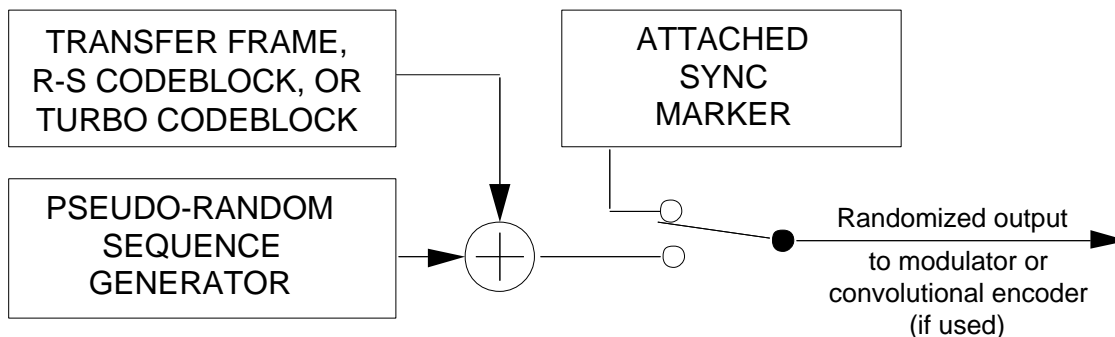 TRANSFER FRAME,
R-S CODEBLOCK, OR
TURBO CODEBLOCK
ATTACHED
SYNC
MARKER
PSEUDO-RANDOM
SEQUENCE
GENERATOR
Randomized output
to modulator or
convolutional encoder
(if used)